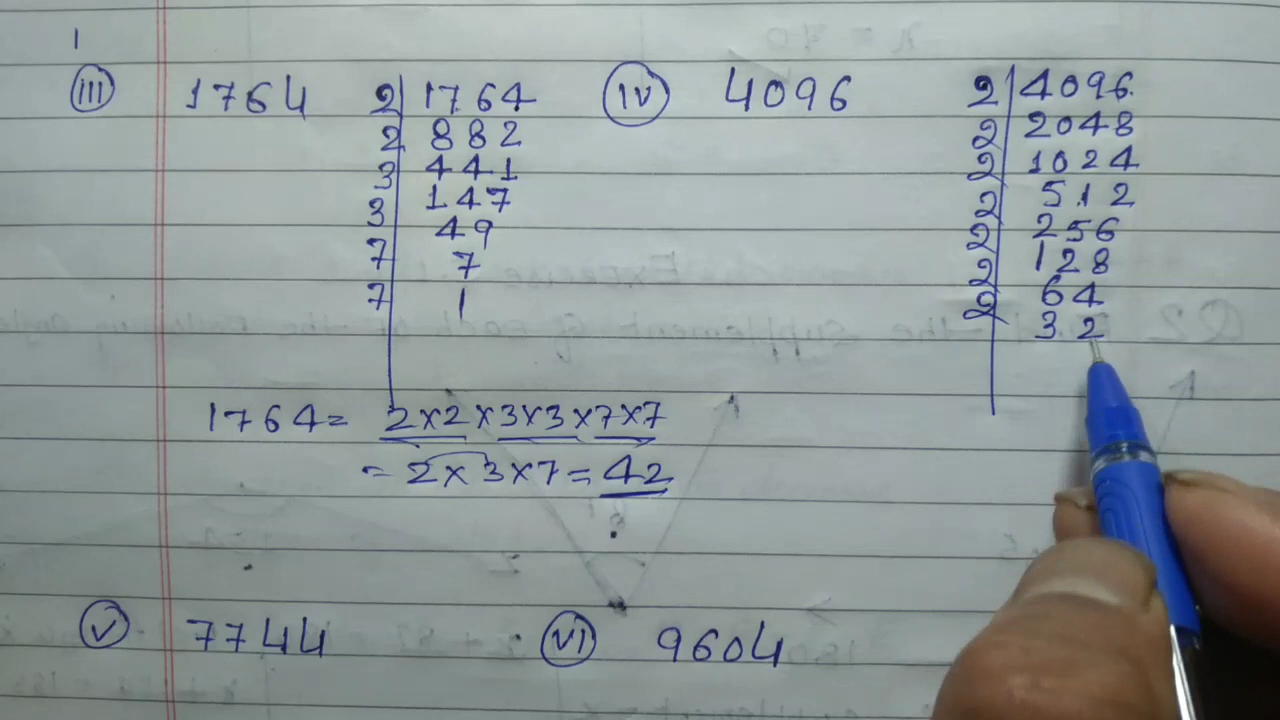 (III) 1764
2 | 1764
2 | 882
3 | 441
3 | 147
7 | 49
7 | 7
1
1764 = 2×2×3×3×7×7
= 2×3×7 = 42
(IV) 4096
2 | 4096
2 | 2048
2 | 1024
2 | 512
2 | 256
2 | 128
2 | 64
32
(V) 7744
(VI) 9604